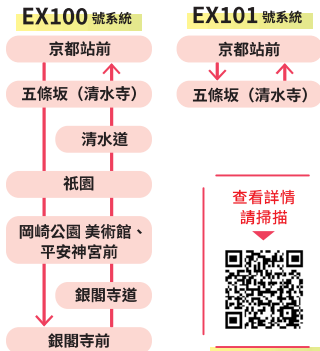 EX100 號系統
京都站前
五條坂（清水寺）
清水道
祇園
岡崎公園 美術館、
平安神宮前
銀閣寺道
銀閣寺前
EX101 號系統
京都站前
五條坂（清水寺）
查看詳情
請掃描